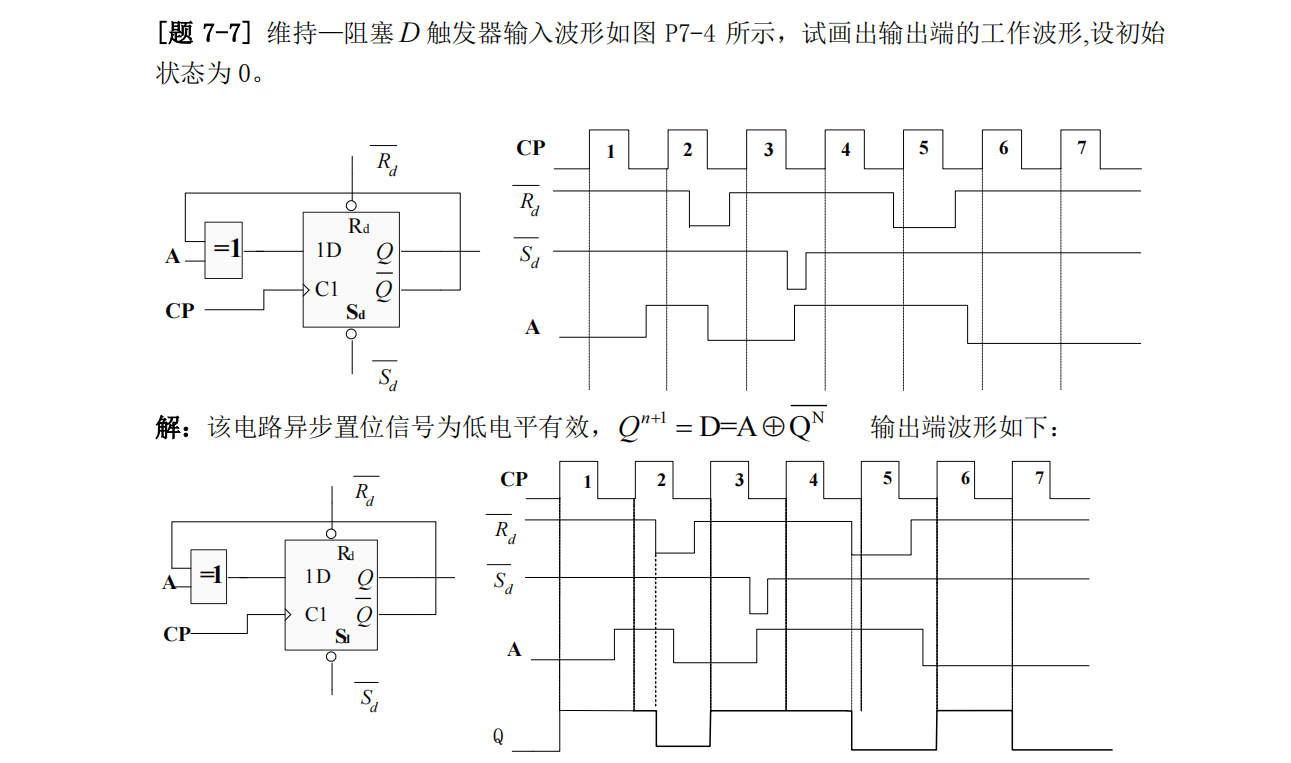 [题 7-7] 维持—阻塞 D 触发器输入波形如图 P7-4 所示，试画出输出端的工作波形,设初始
状态为 0。
CP 1 2 3 4 5 6 7
$\overline{R_d}$
$\overline{R_d}$
Rd
=1 1D Q
A
$\overline{S_d}$
C1 $\overline{Q}$
CP
Sd
A
$\overline{S_d}$
解：该电路异步置位信号为低电平有效，$Q^{n+1}$ = D=A⊕$\overline{Q^N}$ 输出端波形如下：
CP 1 2 3 4 5 6 7
$\overline{R_d}$
$\overline{R_d}$
Rd
=1 1D Q
A
$\overline{S_d}$
C1 $\overline{Q}$
CP
Sd
A
$\overline{S_d}$
Q